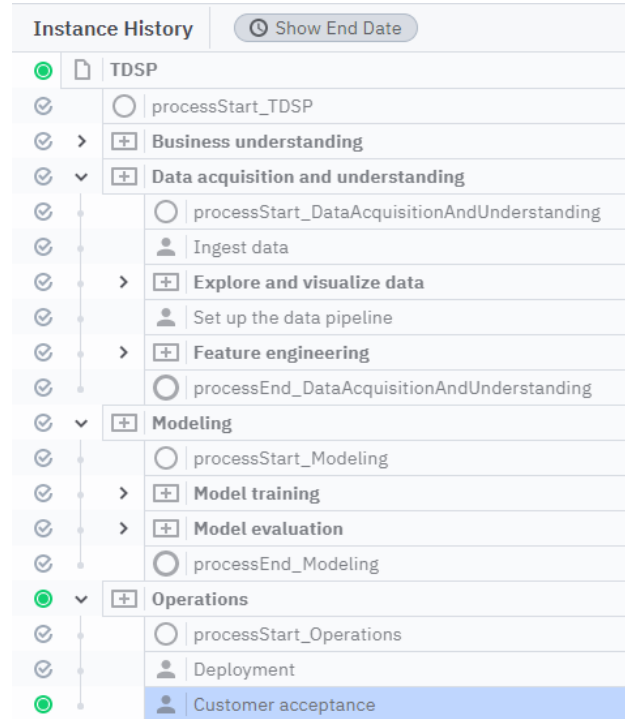 Instance History Show End Date
TDSP
processStart_TDSP
Business understanding
Data acquisition and understanding
processStart_DataAcquisitionAndUnderstanding
Ingest data
Explore and visualize data
Set up the data pipeline
Feature engineering
processEnd_DataAcquisitionAndUnderstanding
Modeling
processStart_Modeling
Model training
Model evaluation
processEnd_Modeling
Operations
processStart_Operations
Deployment
Customer acceptance